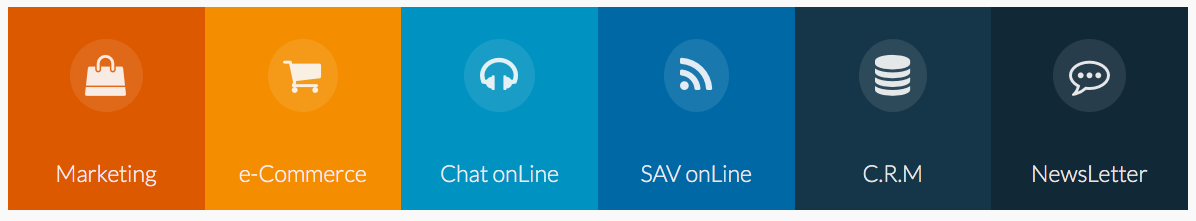 Marketing
e-Commerce
Chat onLine
SAV onLine
C.R.M
NewsLetter